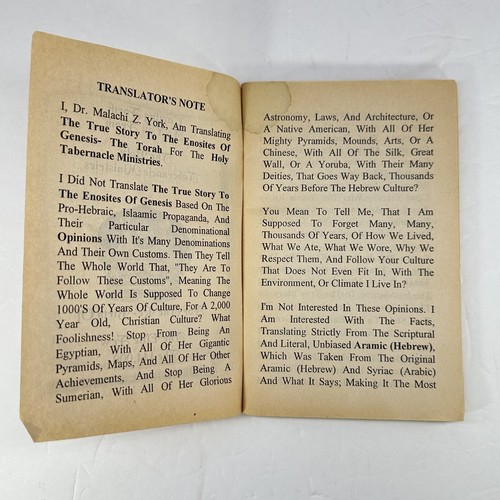 TRANSLATOR'S NOTE
I, Dr. Malachi Z. York, Am Translating
The True Story To The Enosites Of
Genesis- The Torah For The Holy
Tabernacle Ministries.
I Did Not Translate The True Story To
The Enosites Of Genesis Based On The
Pro-Hebraic, Islaamic Propaganda, And
Their Particular Denominational
Opinions With It's Many Denominations
And Their Own Customs. Then They Tell
The Whole World That, "They Are To
Follow These Customs", Meaning The
Whole World Is Supposed To Change
1000'S Of Years Of Culture, For A 2,000
Year Old, Christian Culture? What
Foolishness! Stop From Being An
Egyptian, With All Of Her Gigantic
Pyramids, Maps, And All Of Her Other
Achievements, And Stop Being A
Sumerian, With All Of Her Glorious
Astronomy, Laws, And Architecture, Or
A Native American, With All Of Her
Mighty Pyramids, Mounds, Arts, Or A
Chinese, With All Of The Silk, Great
Wall, Or A Yoruba, With Their Many
Deities, That Goes Way Back, Thousands
Of Years Before The Hebrew Culture?
You Mean To Tell Me, That I Am
Supposed To Forget Many, Many,
Thousands Of Years, Of How We Lived,
What We Ate, What We Wore, Why We
Respect Them, And Follow Your Culture
That Does Not Even Fit In, With The
Environment, Or Climate I Live In?
I'm Not Interested In These Opinions. I
Am Interested With The Facts,
Translating Strictly From The Scriptural
And Literal, Unbiased Aramic (Hebrew),
Which Was Taken From The Original
Aramic (Hebrew) And Syriac (Arabic)
And What It Says; Making It The Most